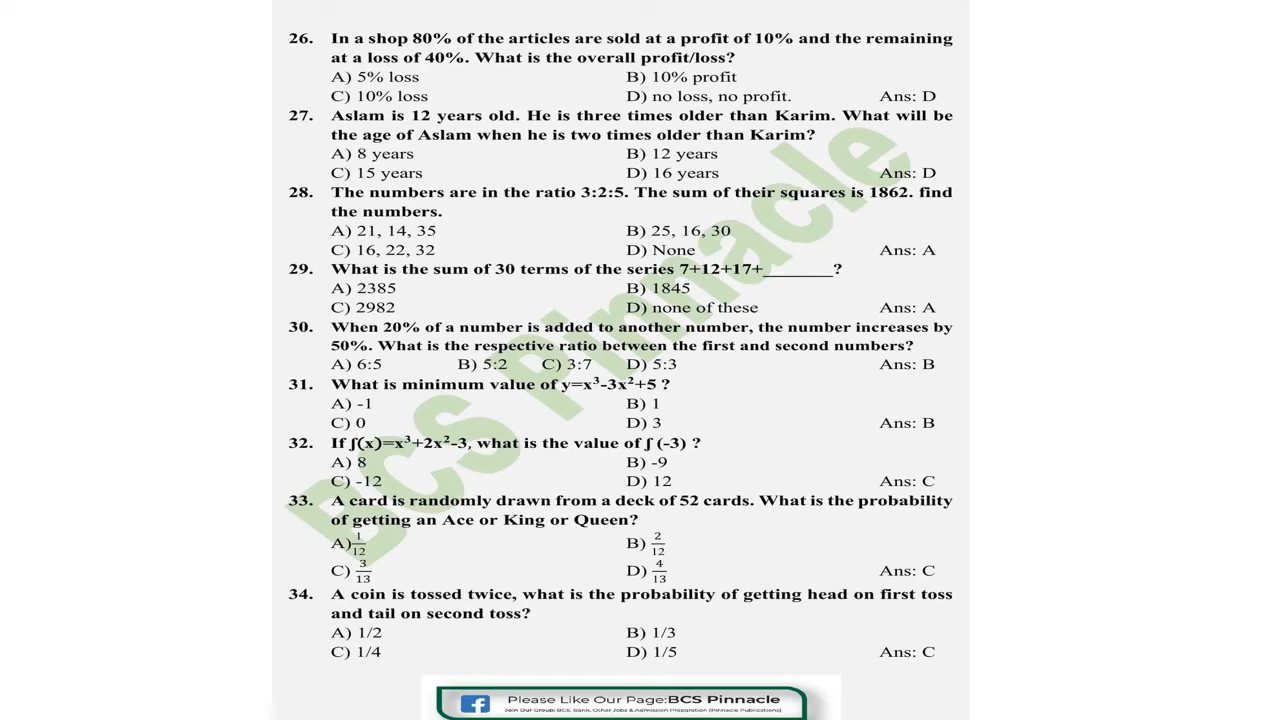 26. In a shop 80% of the articles are sold at a profit of 10% and the remaining
at a loss of 40%. What is the overall profit/loss?
A) 5% loss B) 10% profit
C) 10% loss D) no loss, no profit. Ans: D
27. Aslam is 12 years old. He is three times older than Karim. What will be
the age of Aslam when he is two times older than Karim?
A) 8 years B) 12 years
C) 15 years D) 16 years Ans: D
28. The numbers are in the ratio 3:2:5. The sum of their squares is 1862. find
the numbers.
A) 21, 14, 35 B) 25, 16, 30
C) 16, 22, 32 D) None Ans: A
29. What is the sum of 30 terms of the series 7+12+17+________?
A) 2385 B) 1845
C) 2982 D) none of these Ans: A
30. When 20% of a number is added to another number, the number increases by
50%. What is the respective ratio between the first and second numbers?
A) 6:5 B) 5:2 C) 3:7 D) 5:3 Ans: B
31. What is minimum value of y=x³-3x²+5 ?
A) -1 B) 1
C) 0 D) 3 Ans: B
32. If ʃ(x)=x³+2x²-3, what is the value of ʃ (-3) ?
A) 8 B) -9
C) -12 D) 12 Ans: C
33. A card is randomly drawn from a deck of 52 cards. What is the probability
of getting an Ace or King or Queen?
A) 1/12 B) 2/12
C) 3/13 D) 4/13 Ans: C
34. A coin is tossed twice, what is the probability of getting head on first toss
and tail on second toss?
A) 1/2 B) 1/3
C) 1/4 D) 1/5 Ans: C
BCS Pinnacle
Please Like Our Page:BCS Pinnacle
Join Our Group: BCS, Bank, Other Jobs & Admission Preparation [Pinnacle Publications]